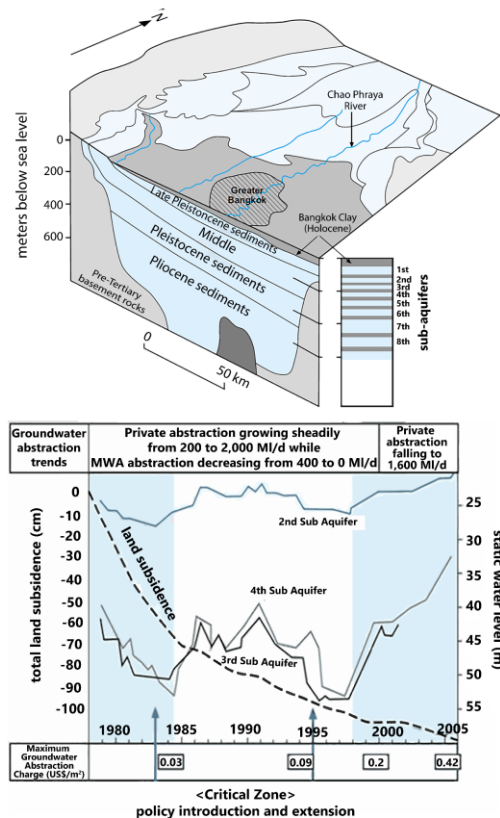 N
Chao Phraya
River
meters below sea level
0
200
400
600
Greater
Bangkok
Late Pleistoncene sediments
Middle
Pleistocene sediments
Pliocene sediments
Bangkok Clay
(Holocene)
Pre-Tertiary
basement rocks
0
50 km
1st
2nd
3rd
4th
5th
6th
7th
8th
sub-aquifers
Groundwater
abstraction
trends
Private abstraction growing sheadily
from 200 to 2,000 Ml/d while
MWA abstraction decreasing from 400 to 0 Ml/d
Private
abstraction
falling to
1,600 Ml/d
total land subsidence (cm)
0
-10
-20
-30
-40
-50
-60
-70
-80
-90
-100
land subsidence
2nd Sub Aquifer
4th Sub Aquifer
3rd Sub Aquifer
25
30
35
40
45
50
55
static water level (m)
1980
1985
1990
1995
2000
2005
Maximum
Groundwater
Abstraction
Charge (US$/m²)
0.03
0.09
0.2
0.42
<Critical Zone>
policy introduction and extension